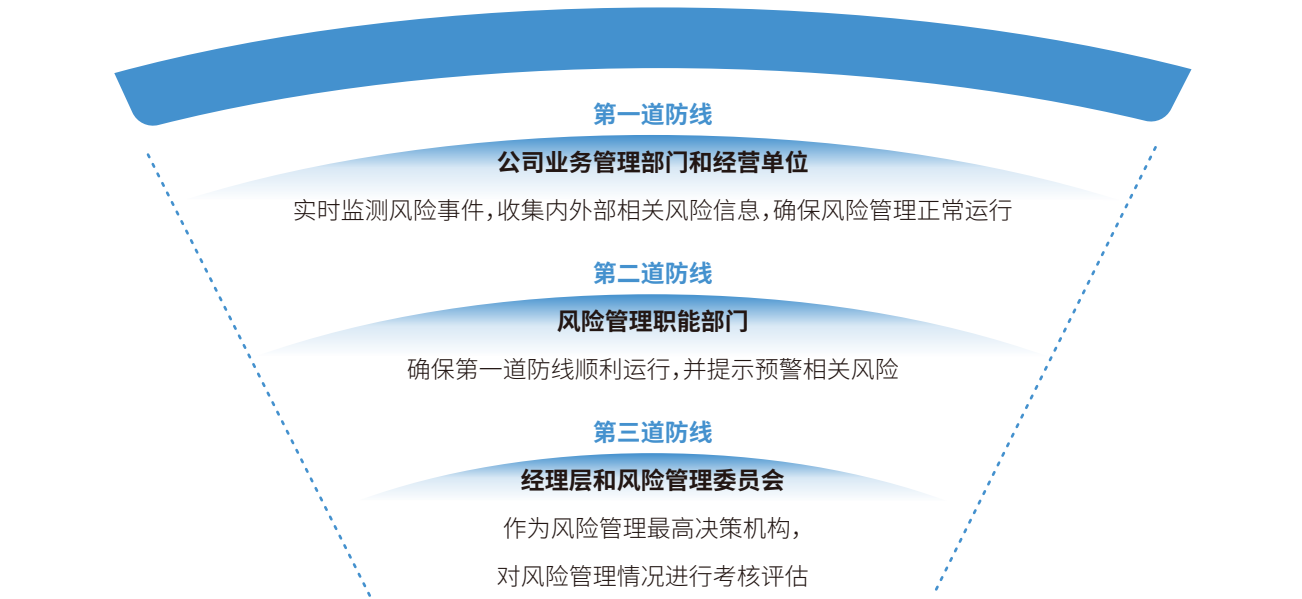 第一道防线
公司业务管理部门和经营单位
实时监测风险事件，收集内外部相关风险信息，确保风险管理正常运行
第二道防线
风险管理职能部门
确保第一道防线顺利运行，并提示预警相关风险
第三道防线
经理层和风险管理委员会
作为风险管理最高决策机构，
对风险管理情况进行考核评估